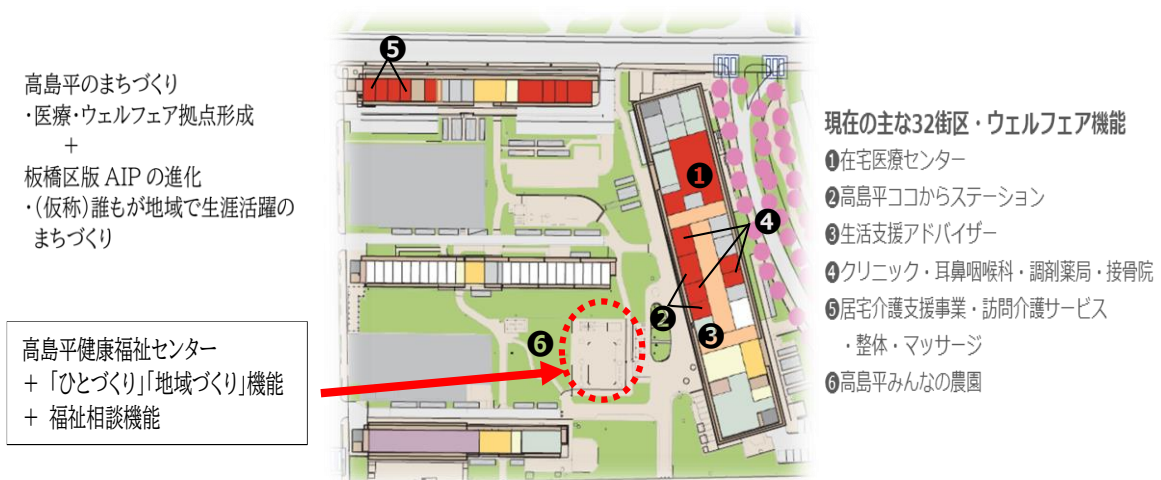 高島平のまちづくり
・医療・ウェルフェア拠点形成
+
板橋区版 AIP の進化
・(仮称)誰もが地域で生涯活躍の
まちづくり
高島平健康福祉センター
+ 「ひとづくり」「地域づくり」機能
+ 福祉相談機能
❺
❶
❹
❷
❸
❻
現在の主な32街区・ウェルフェア機能
❶在宅医療センター
❷高島平ココからステーション
❸生活支援アドバイザー
❹クリニック・耳鼻咽喉科・調剤薬局・接骨院
❺居宅介護支援事業・訪問介護サービス
・整体・マッサージ
❻高島平みんなの農園